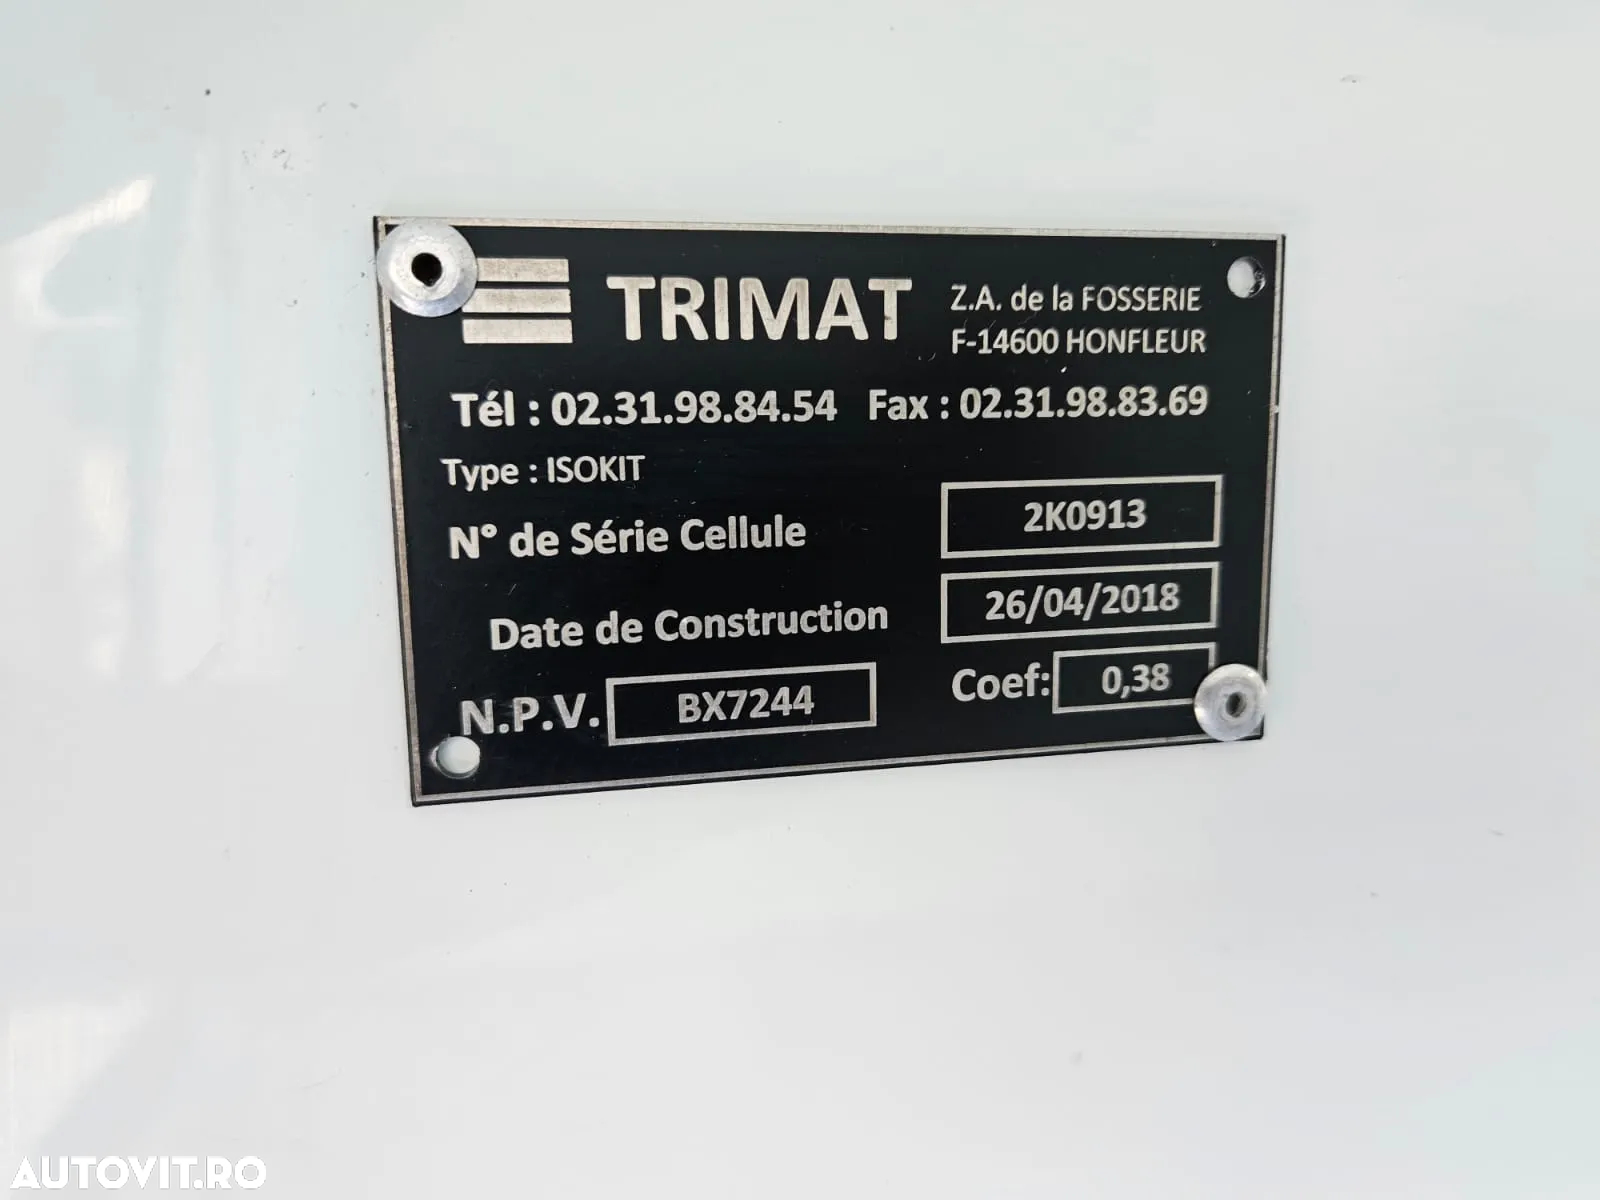 TRIMAT
Z.A. de la FOSSERIE
F-14600 HONFLEUR
Tél : 02.31.98.84.54 Fax : 02.31.98.83.69
Type : ISOKIT
N° de Série Cellule 2K0913
Date de Construction 26/04/2018
N.P.V. BX7244 Coef: 0,38
AUTOVIT.RO